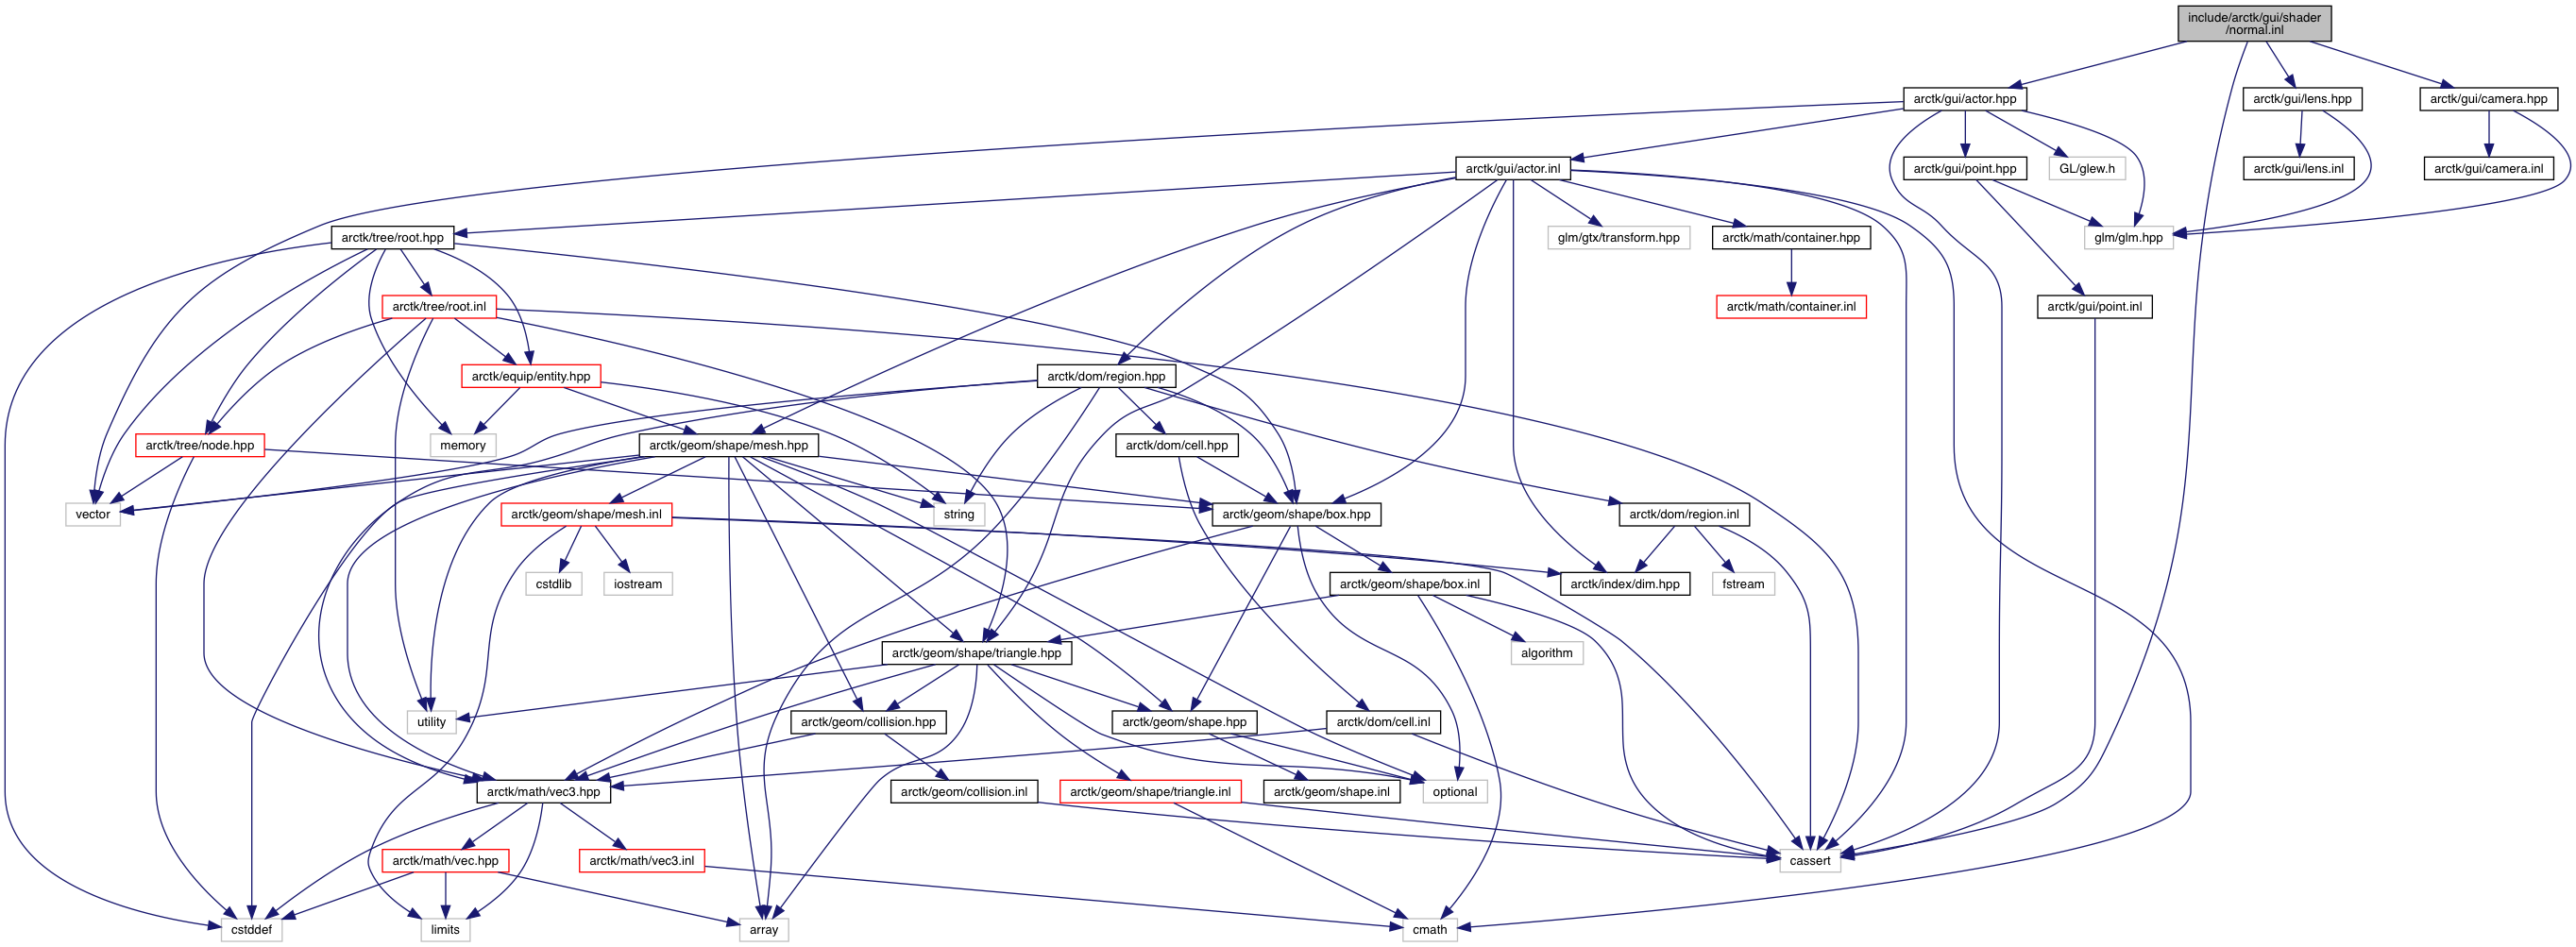 include/arctk/gui/shader
/normal.inl
arctk/gui/actor.hpp
arctk/gui/lens.hpp
arctk/gui/camera.hpp
arctk/gui/actor.inl
arctk/gui/point.hpp
GL/glew.h
arctk/gui/lens.inl
arctk/gui/camera.inl
arctk/tree/root.hpp
glm/gtx/transform.hpp
arctk/math/container.hpp
glm/glm.hpp
arctk/tree/root.inl
arctk/math/container.inl
arctk/gui/point.inl
arctk/equip/entity.hpp
arctk/dom/region.hpp
arctk/tree/node.hpp
memory
arctk/geom/shape/mesh.hpp
arctk/dom/cell.hpp
vector
arctk/geom/shape/mesh.inl
string
arctk/geom/shape/box.hpp
arctk/dom/region.inl
cstdlib
iostream
arctk/geom/shape/box.inl
arctk/index/dim.hpp
fstream
arctk/geom/shape/triangle.hpp
algorithm
utility
arctk/geom/collision.hpp
arctk/geom/shape.hpp
arctk/dom/cell.inl
arctk/math/vec3.hpp
arctk/geom/collision.inl
arctk/geom/shape/triangle.inl
arctk/geom/shape.inl
optional
arctk/math/vec.hpp
arctk/math/vec3.inl
cassert
cstddef
limits
array
cmath